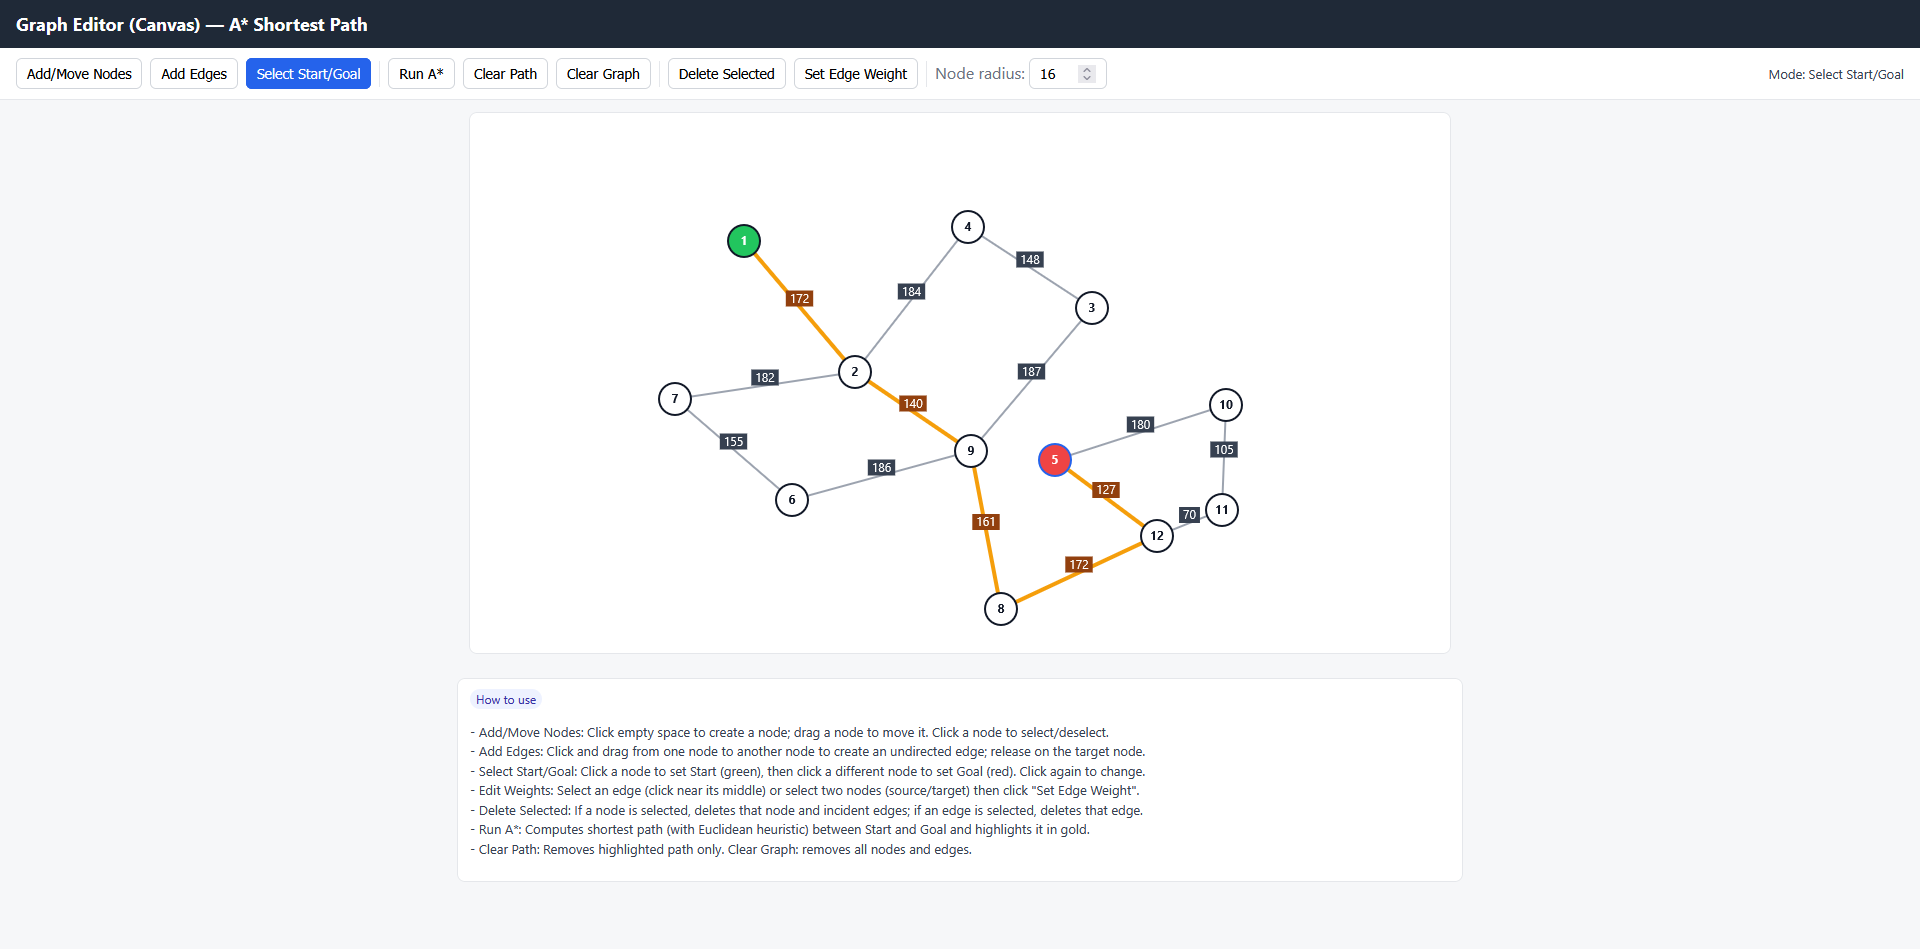 Graph Editor (Canvas) — A* Shortest Path
Add/Move Nodes Add Edges Select Start/Goal Run A* Clear Path Clear Graph Delete Selected Set Edge Weight Node radius: 16 Mode: Select Start/Goal
4
1
148
184
172
3
187
2
182
7
140
10
180
155
105
9
5
186
127
6
11
70
161
12
172
8
How to use
- Add/Move Nodes: Click empty space to create a node; drag a node to move it. Click a node to select/deselect.
- Add Edges: Click and drag from one node to another node to create an undirected edge; release on the target node.
- Select Start/Goal: Click a node to set Start (green), then click a different node to set Goal (red). Click again to change.
- Edit Weights: Select an edge (click near its middle) or select two nodes (source/target) then click "Set Edge Weight".
- Delete Selected: If a node is selected, deletes that node and incident edges; if an edge is selected, deletes that edge.
- Run A*: Computes shortest path (with Euclidean heuristic) between Start and Goal and highlights it in gold.
- Clear Path: Removes highlighted path only. Clear Graph: removes all nodes and edges.